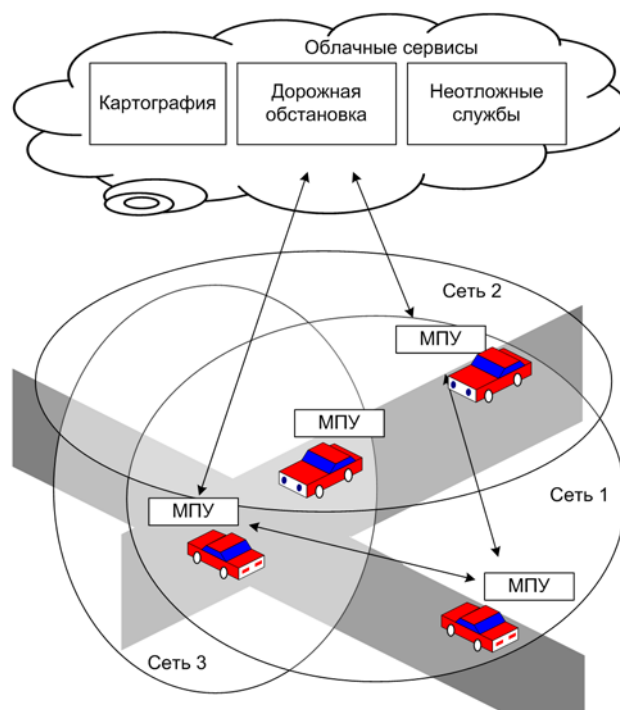 Облачные сервисы
Картография
Дорожная
обстановка
Неотложные
службы
Сеть 2
МПУ
МПУ
Сеть 1
МПУ
МПУ
Сеть 3